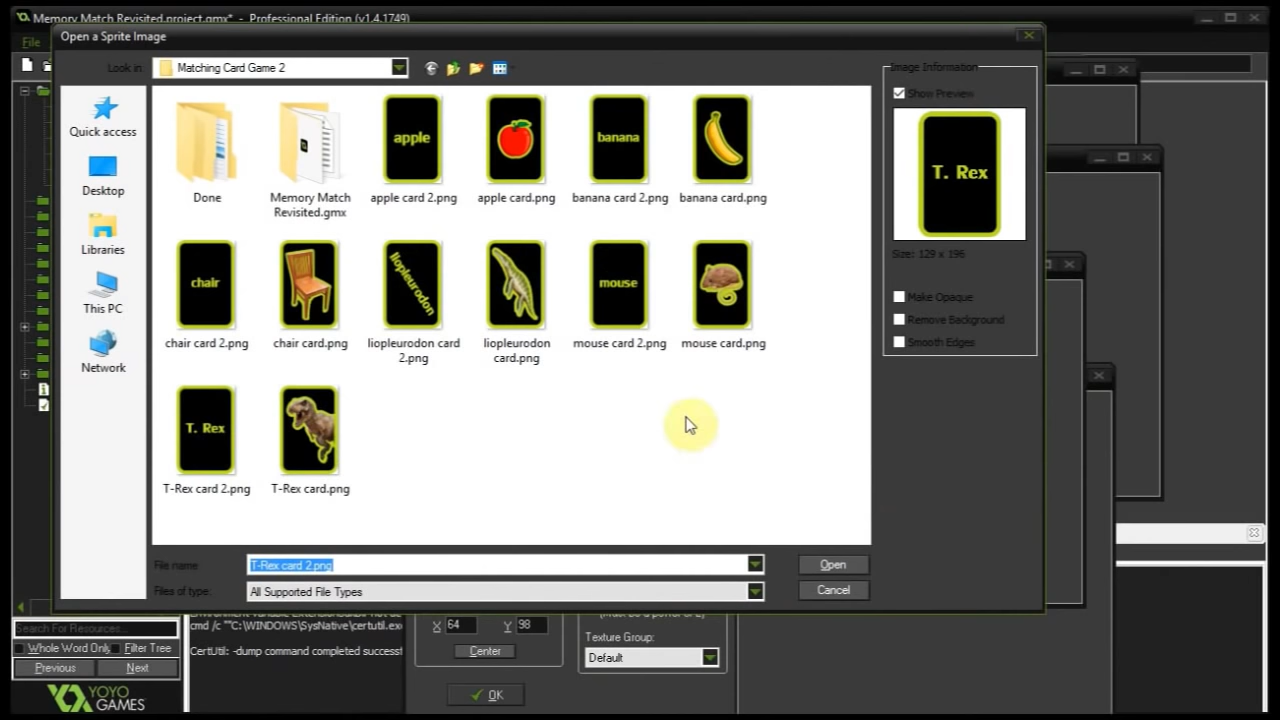 Memory Match Revisited.project.gmx* - Professional Edition (v1.4.1749)
File
Open a Sprite Image
Look in:
Matching Card Game 2
Quick access
Desktop
Libraries
This PC
Network
apple
banana
Done
Memory Match
Revisited.gmx
apple card 2.png
apple card.png
banana card 2.png
banana card.png
chair
liopleurodon
mouse
chair card 2.png
chair card.png
liopleurodon card
2.png
liopleurodon
card.png
mouse card 2.png
mouse card.png
T. Rex
T-Rex card 2.png
T-Rex card.png
Image Information
Show Preview
T. Rex
Size: 129 x 196
Make Opaque
Remove Background
Smooth Edges
File name
T-Rex card 2.png
Open
Files of type:
All Supported File Types
Cancel
Search For Resources...
Whole Word Only
Filter Tree
Previous
Next
YOYO
GAMES
cmd /c ""C:\WINDOWS\SysNative\certutil.exe
CertUtil: -dump command completed successf
X 64
Y 98
Center
OK
Texture Group:
Default